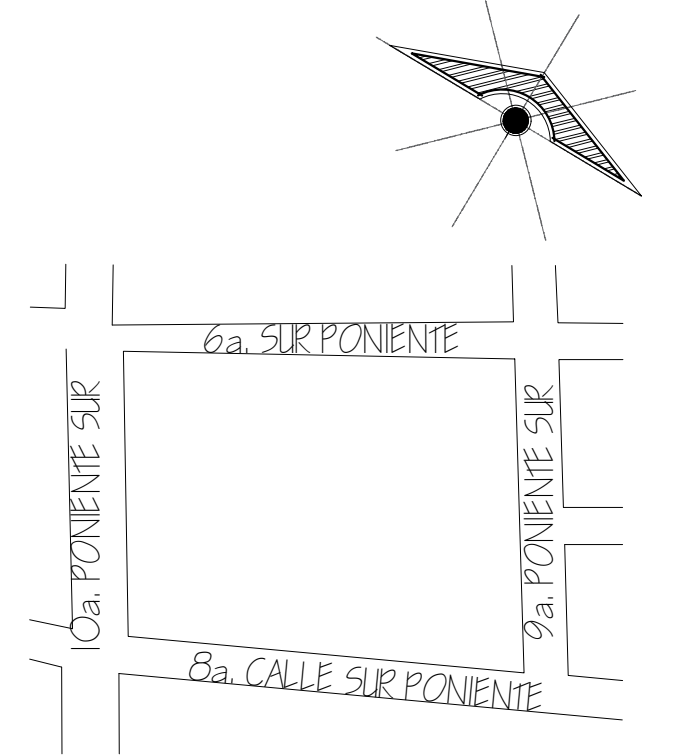 6a. SUR PONIENTE
10a. PONIENTE SUR
9a. PONIENTE SUR
8a. CALLE SUR PONIENTE